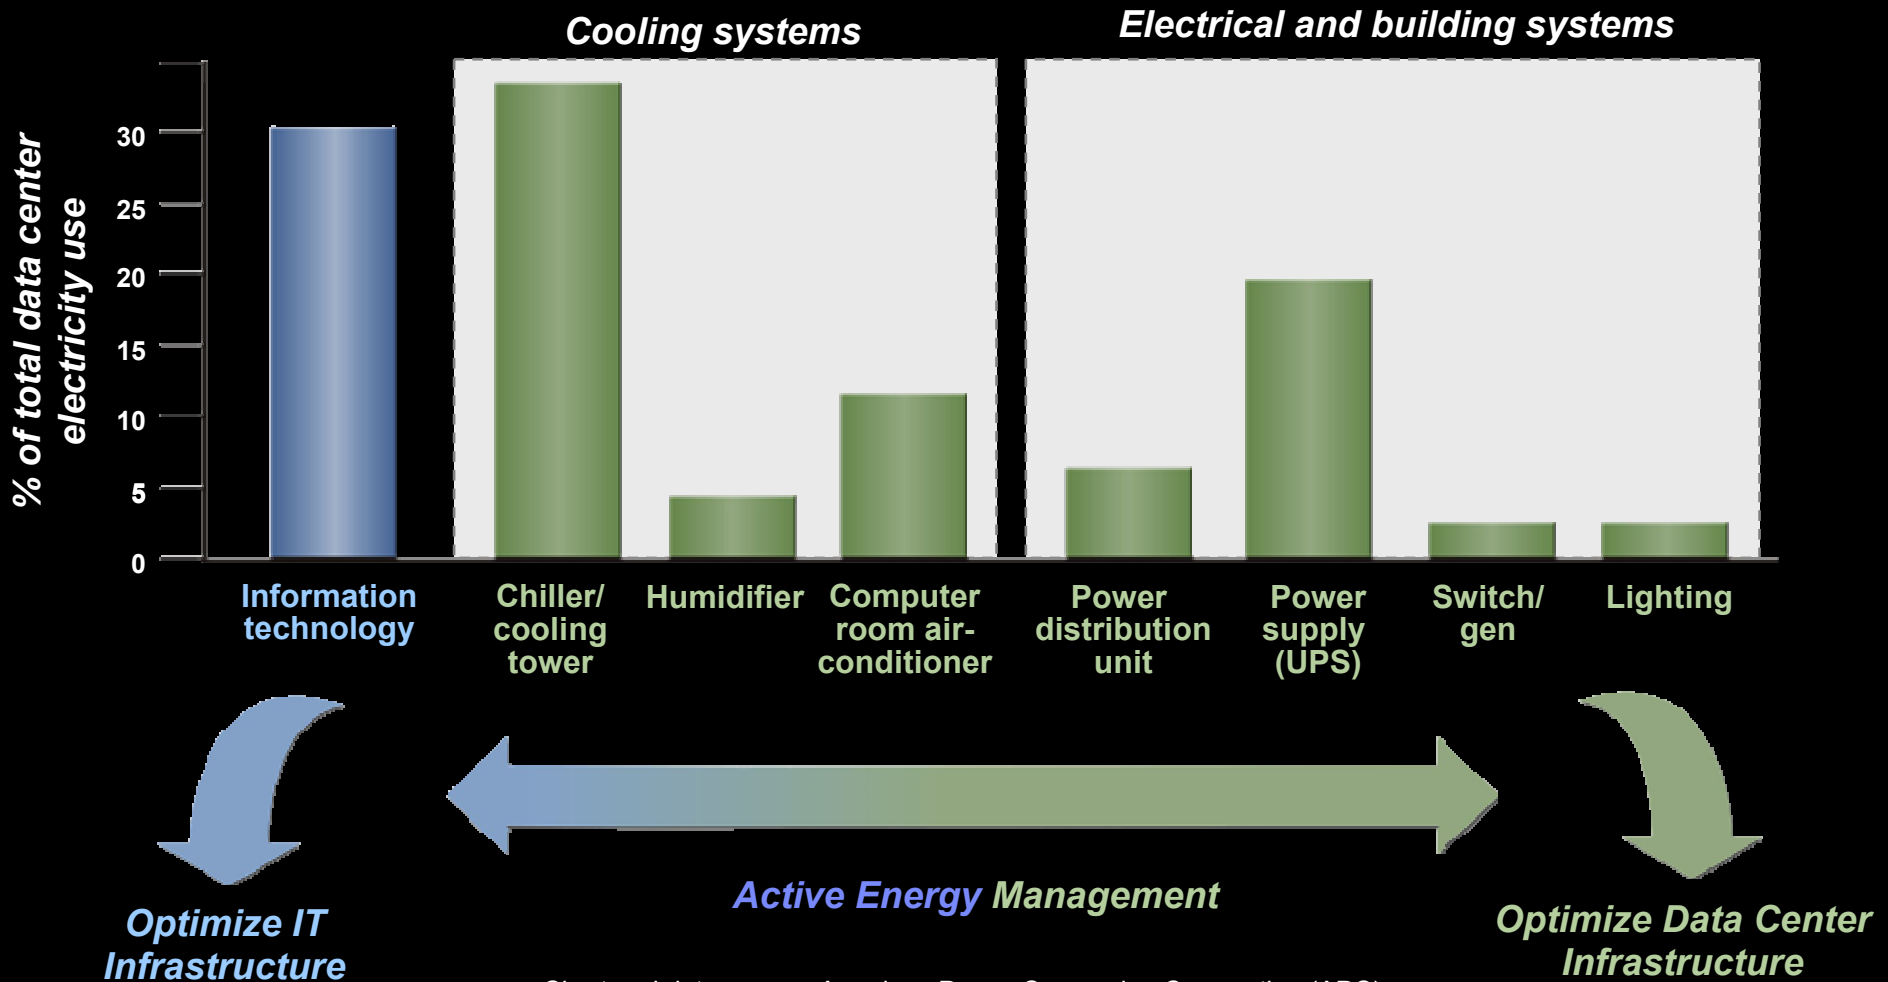 Cooling systems
Electrical and building systems
% of total data center
electricity use
30
25
20
15
10
5
0
Information
technology
Chiller/
cooling
tower
Humidifier
Computer
room air-
conditioner
Power
distribution
unit
Power
supply
(UPS)
Switch/
gen
Lighting
Active Energy Management
Optimize IT
Infrastructure
Optimize Data Center
Infrastructure